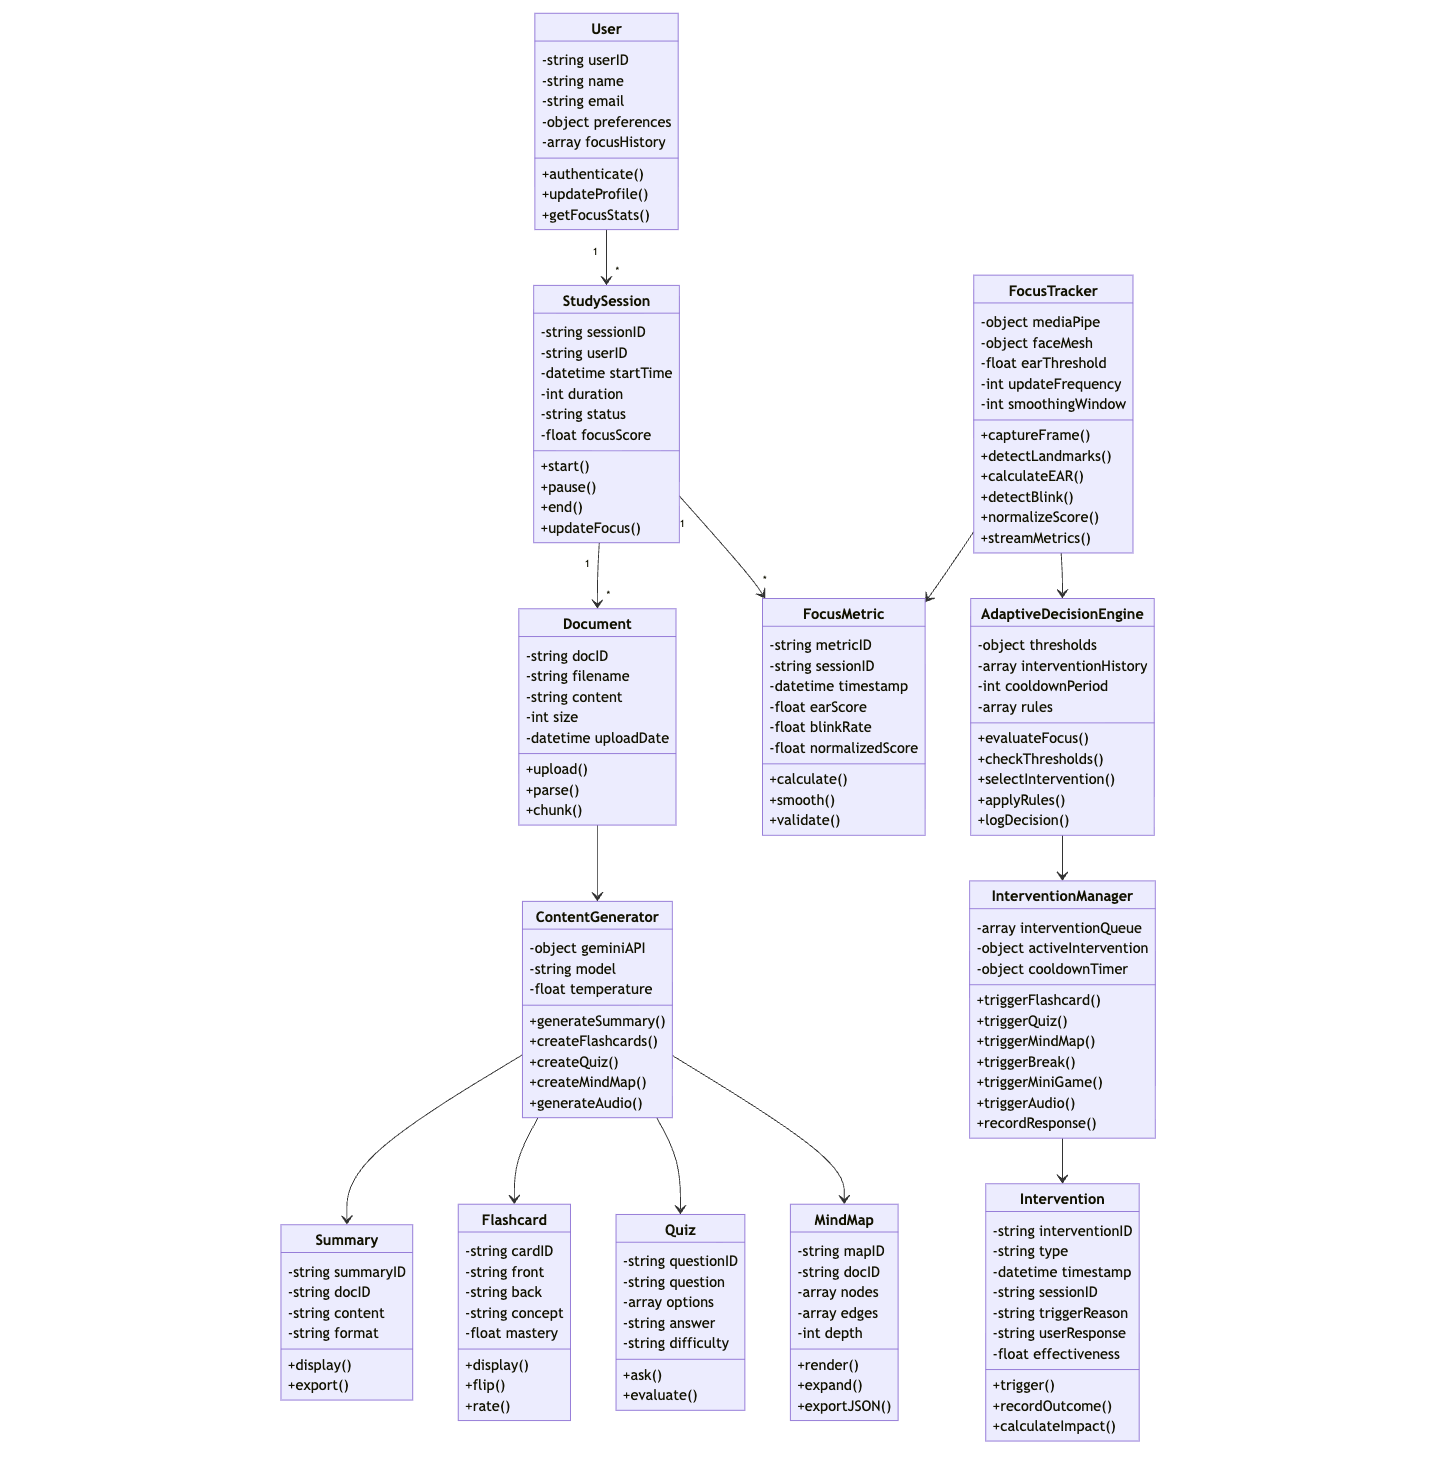 User
-string userID
-string name
-string email
-object preferences
-array focusHistory
+authenticate()
+updateProfile()
+getFocusStats()
1
*
StudySession
-string sessionID
-string userID
-datetime startTime
-int duration
-string status
-float focusScore
+start()
+pause()
+end()
+updateFocus()
FocusTracker
-object mediaPipe
-object faceMesh
-float earThreshold
-int updateFrequency
-int smoothingWindow
+captureFrame()
+detectLandmarks()
+calculateEAR()
+detectBlink()
+normalizeScore()
+streamMetrics()
1
*
1
*
Document
-string docID
-string filename
-string content
-int size
-datetime uploadDate
+upload()
+parse()
+chunk()
FocusMetric
-string metricID
-string sessionID
-datetime timestamp
-float earScore
-float blinkRate
-float normalizedScore
+calculate()
+smooth()
+validate()
AdaptiveDecisionEngine
-object thresholds
-array interventionHistory
-int cooldownPeriod
-array rules
+evaluateFocus()
+checkThresholds()
+selectIntervention()
+applyRules()
+logDecision()
ContentGenerator
-object geminiAPI
-string model
-float temperature
+generateSummary()
+createFlashcards()
+createQuiz()
+createMindMap()
+generateAudio()
InterventionManager
-array interventionQueue
-object activeIntervention
-object cooldownTimer
+triggerFlashcard()
+triggerQuiz()
+triggerMindMap()
+triggerBreak()
+triggerMiniGame()
+triggerAudio()
+recordResponse()
Summary
-string summaryID
-string docID
-string content
-string format
+display()
+export()
Flashcard
-string cardID
-string front
-string back
-string concept
-float mastery
+display()
+flip()
+rate()
Quiz
-string questionID
-string question
-array options
-string answer
-string difficulty
+ask()
+evaluate()
MindMap
-string mapID
-string docID
-array nodes
-array edges
-int depth
+render()
+expand()
+exportJSON()
Intervention
-string interventionID
-string type
-datetime timestamp
-string sessionID
-string triggerReason
-string userResponse
-float effectiveness
+trigger()
+recordOutcome()
+calculateImpact()